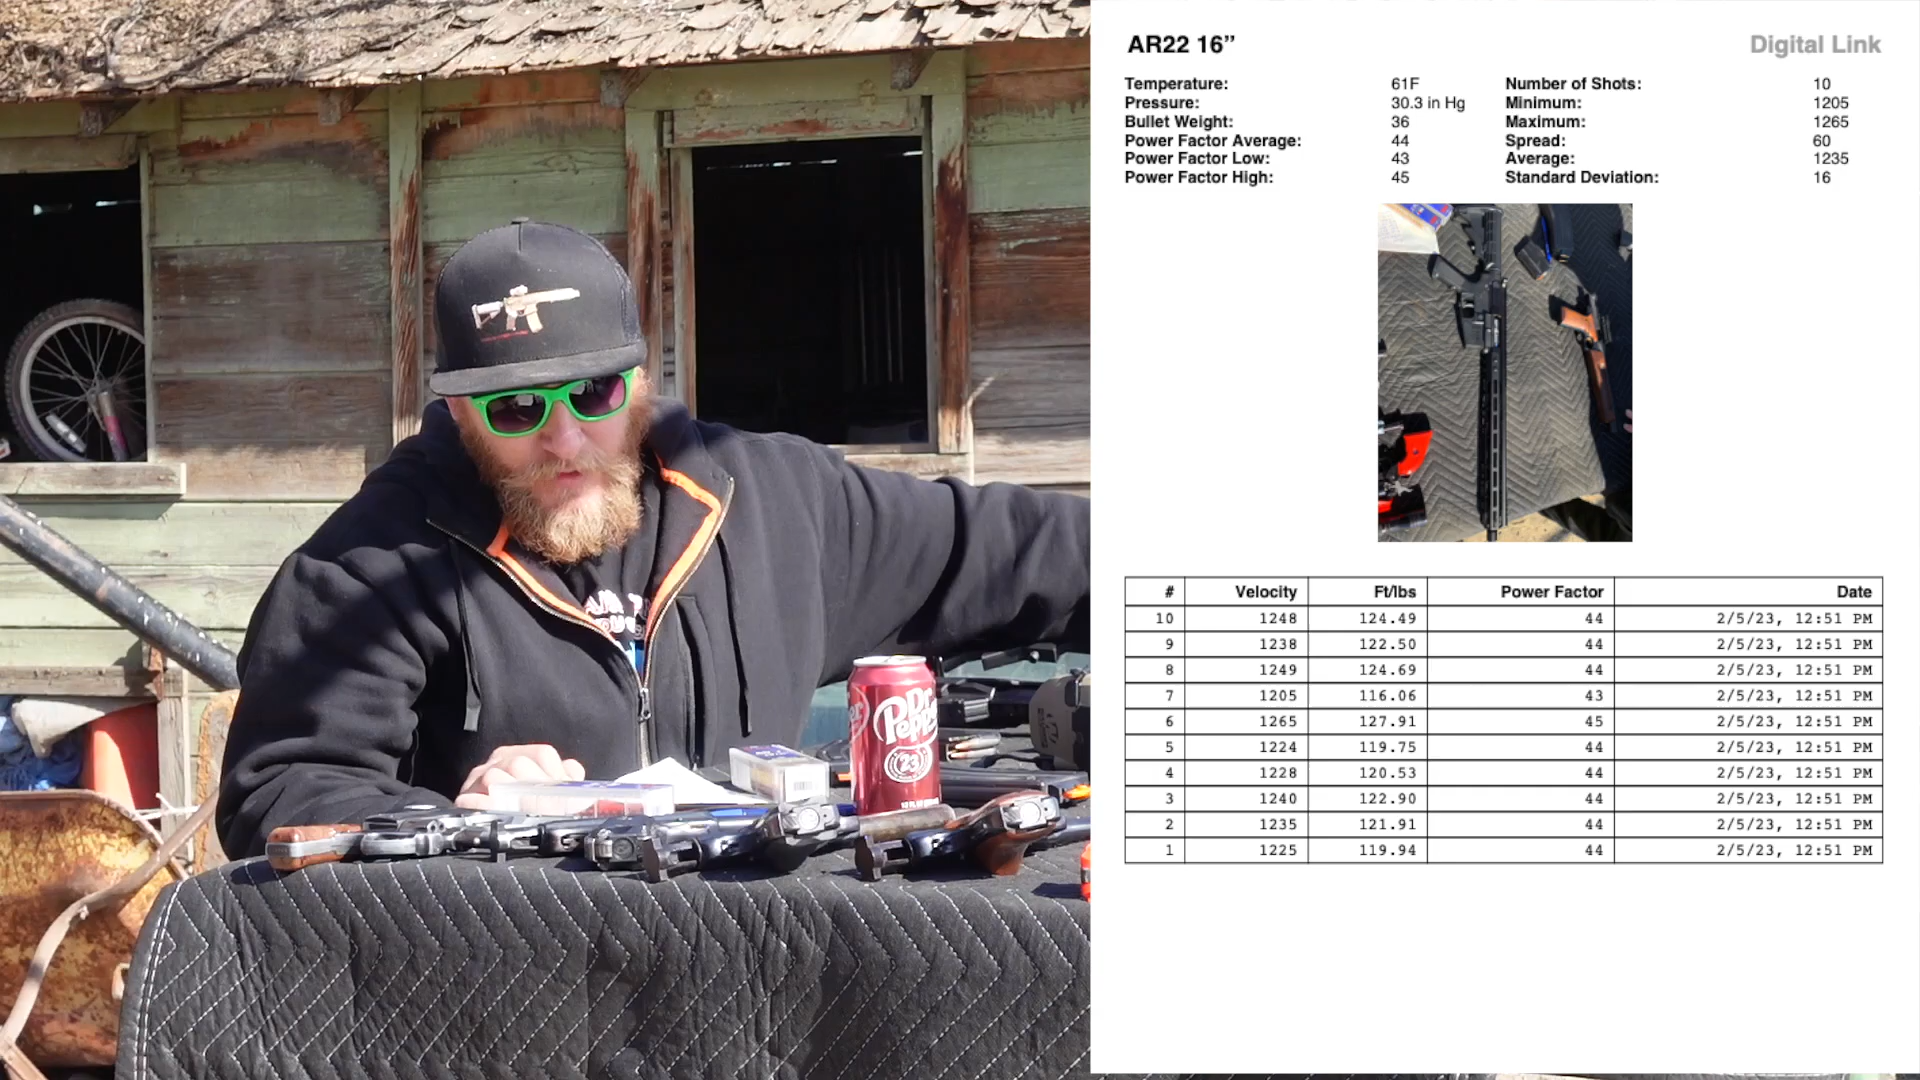 AR22 16”
Digital Link
Temperature: 61F Number of Shots: 10
Pressure: 30.3 in Hg Minimum: 1205
Bullet Weight: 36 Maximum: 1265
Power Factor Average: 44 Spread: 60
Power Factor Low: 43 Average: 1235
Power Factor High: 45 Standard Deviation: 16
# Velocity Ft/lbs Power Factor Date
10 1248 124.49 44 2/5/23, 12:51 PM
9 1238 122.50 44 2/5/23, 12:51 PM
8 1249 124.69 44 2/5/23, 12:51 PM
7 1205 116.06 43 2/5/23, 12:51 PM
6 1265 127.91 45 2/5/23, 12:51 PM
5 1224 119.75 44 2/5/23, 12:51 PM
4 1228 120.53 44 2/5/23, 12:51 PM
3 1240 122.90 44 2/5/23, 12:51 PM
2 1235 121.91 44 2/5/23, 12:51 PM
1 1225 119.94 44 2/5/23, 12:51 PM
Dr
Pepper
23